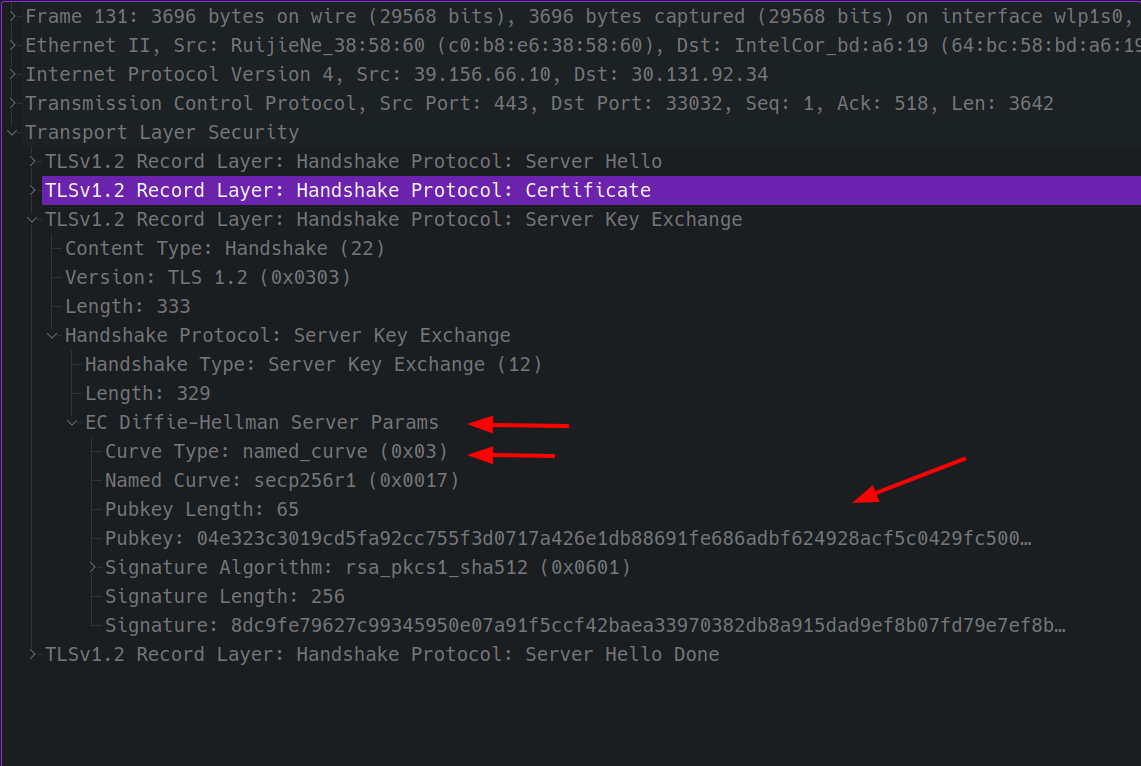 Frame 131: 3696 bytes on wire (29568 bits), 3696 bytes captured (29568 bits) on interface wlp1s0,
Ethernet II, Src: RuijieNe_38:58:60 (c0:b8:e6:38:58:60), Dst: IntelCor_bd:a6:19 (64:bc:58:bd:a6:19
Internet Protocol Version 4, Src: 39.156.66.10, Dst: 30.131.92.34
Transmission Control Protocol, Src Port: 443, Dst Port: 33032, Seq: 1, Ack: 518, Len: 3642
Transport Layer Security
TLSv1.2 Record Layer: Handshake Protocol: Server Hello
TLSv1.2 Record Layer: Handshake Protocol: Certificate
TLSv1.2 Record Layer: Handshake Protocol: Server Key Exchange
Content Type: Handshake (22)
Version: TLS 1.2 (0x0303)
Length: 333
Handshake Protocol: Server Key Exchange
Handshake Type: Server Key Exchange (12)
Length: 329
EC Diffie-Hellman Server Params
Curve Type: named_curve (0x03)
Named Curve: secp256r1 (0x0017)
Pubkey Length: 65
Pubkey: 04e323c3019cd5fa92cc755f3d0717a426e1db88691fe686adbf624928acf5c0429fc500…
Signature Algorithm: rsa_pkcs1_sha512 (0x0601)
Signature Length: 256
Signature: 8dc9fe79627c99345950e07a91f5ccf42baea33970382db8a915dad9ef8b07fd79e7ef8b…
TLSv1.2 Record Layer: Handshake Protocol: Server Hello Done